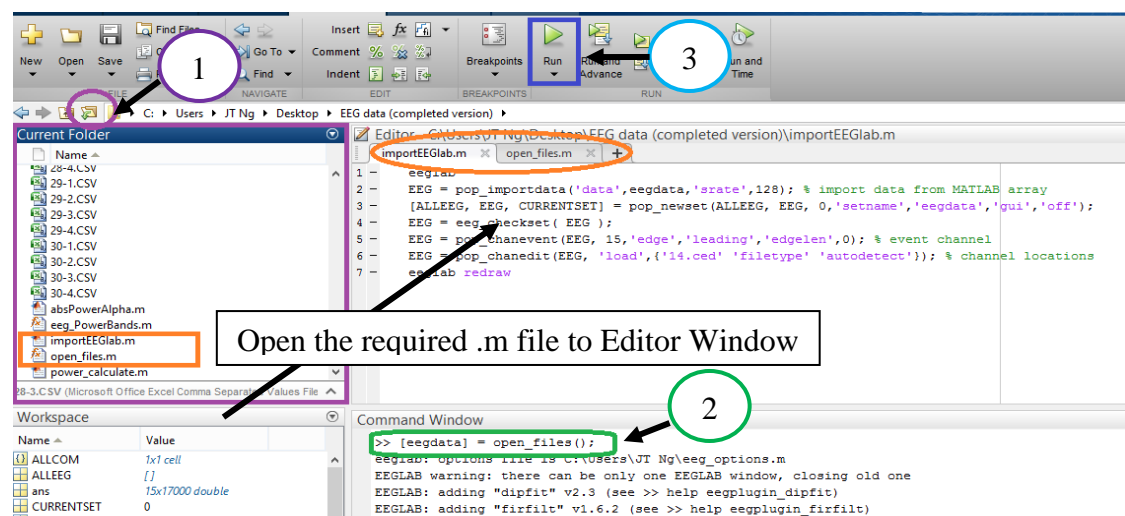 Find Files
Insert fx
New Open Save
Go To Comment %
Breakpoints Run Run and Advance Run and Time
Find Indent
1
3
FILE NAVIGATE EDIT BREAKPOINTS RUN
C: Users JT Ng Desktop EEG data (completed version)
Current Folder
Name
28-4.CSV
29-1.CSV
29-2.CSV
29-3.CSV
29-4.CSV
30-1.CSV
30-2.CSV
30-3.CSV
30-4.CSV
absPowerAlpha.m
eeg_PowerBands.m
importEEGlab.m
open_files.m
power_calculate.m
28-3.CSV (Microsoft Office Excel Comma Separated Values File
Editor - C:\Users\JT Ng\Desktop\EEG data (completed version)\importEEGlab.m
importEEGlab.m open_files.m +
1 - eeglab
2 - EEG = pop_importdata('data',eegdata,'srate',128); % import data from MATLAB array
3 - [ALLEEG, EEG, CURRENTSET] = pop_newset(ALLEEG, EEG, 0,'setname','eegdata','gui','off');
4 - EEG = eeg_checkset( EEG );
5 - EEG = pop_chanevent(EEG, 15,'edge','leading','edgelen',0); % event channel
6 - EEG = pop_chanedit(EEG, 'load',{'14.ced' 'filetype' 'autodetect'}); % channel locations
7 - eeglab redraw
Open the required .m file to Editor Window
Workspace
Name Value
ALLCOM 1x1 cell
ALLEEG []
ans 15x17000 double
CURRENTSET 0
Command Window
2
>> [eegdata] = open_files();
eeglab: options file is C:\Users\JT Ng\eeg_options.m
EEGLAB warning: there can be only one EEGLAB window, closing old one
EEGLAB: adding "dipfit" v2.3 (see >> help eegplugin_dipfit)
EEGLAB: adding "firfilt" v1.6.2 (see >> help eegplugin_firfilt)